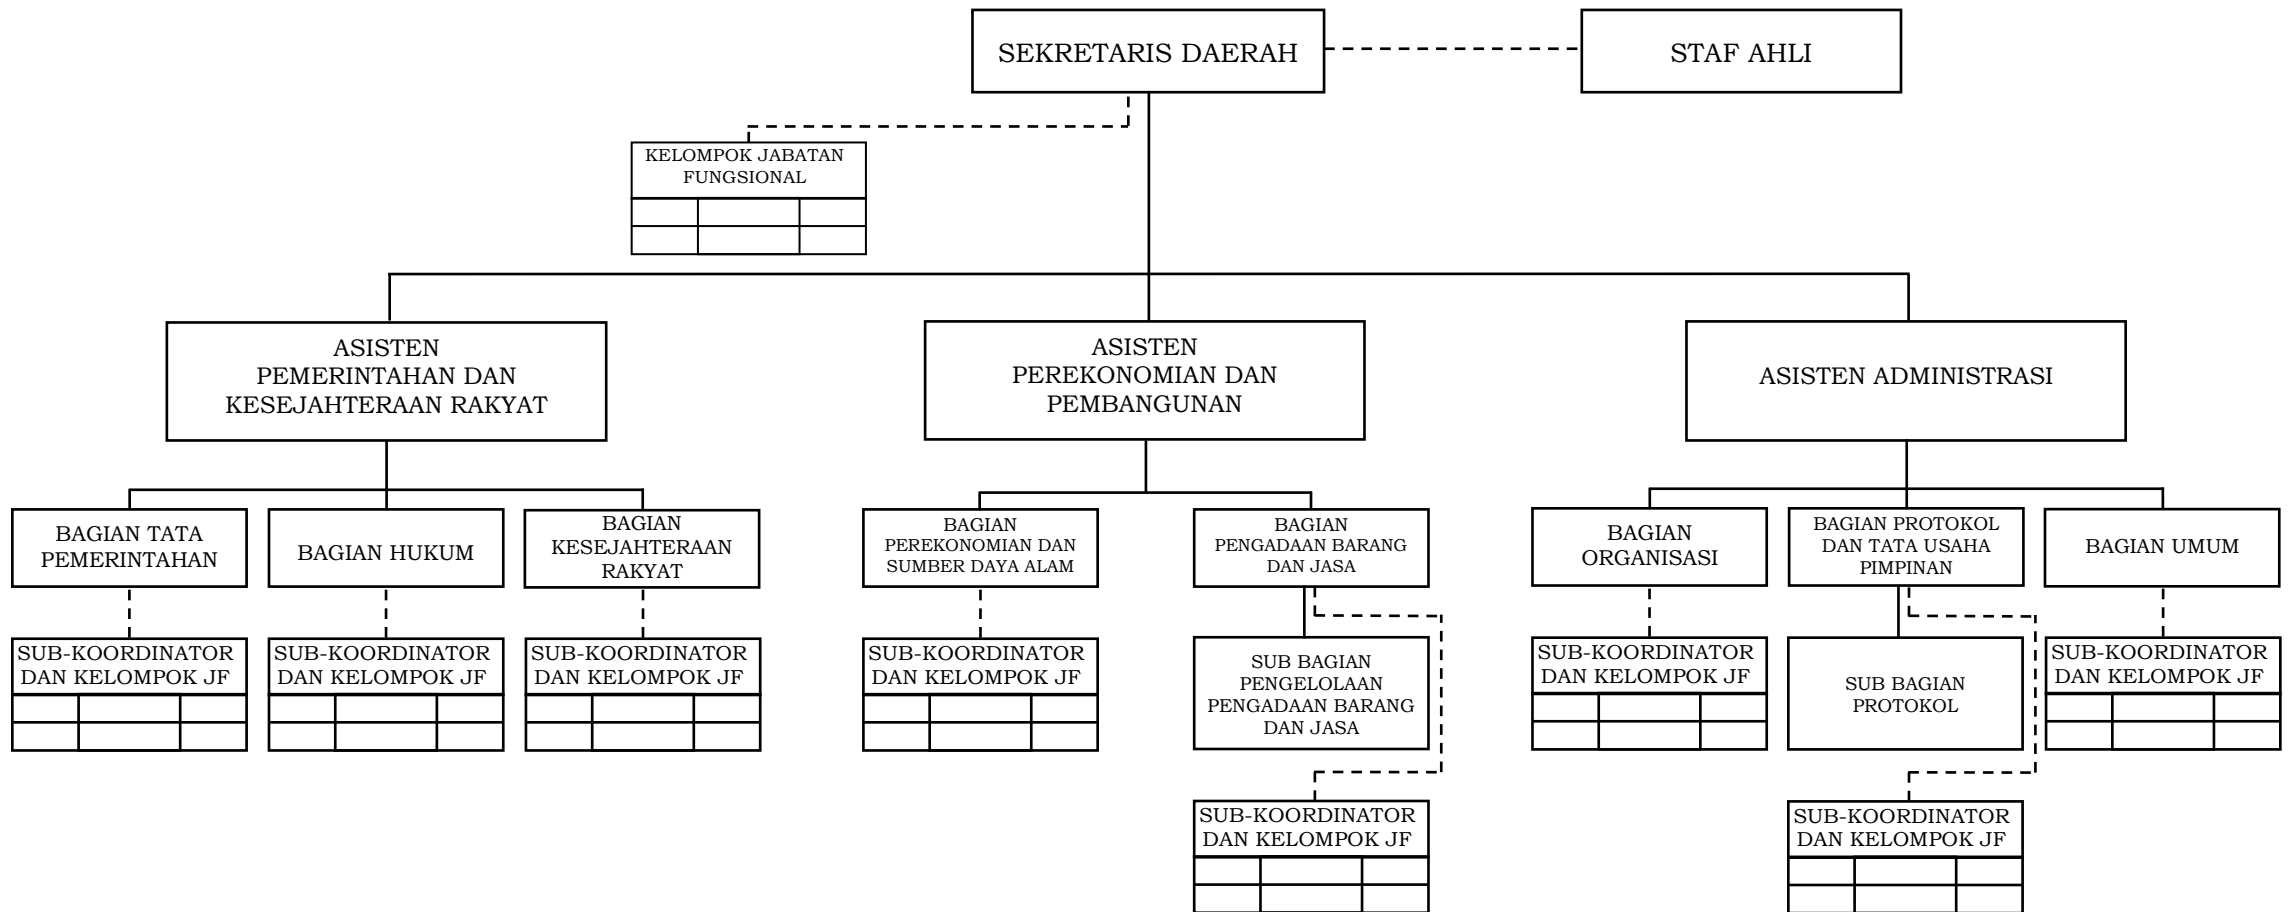 SEKRETARIS DAERAH
STAF AHLI
KELOMPOK JABATAN
FUNGSIONAL
ASISTEN
PEMERINTAHAN DAN
KESEJAHTERAAN RAKYAT
ASISTEN
PEREKONOMIAN DAN
PEMBANGUNAN
ASISTEN ADMINISTRASI
BAGIAN TATA
PEMERINTAHAN
BAGIAN HUKUM
BAGIAN
KESEJAHTERAAN
RAKYAT
BAGIAN
PEREKONOMIAN DAN
SUMBER DAYA ALAM
BAGIAN
PENGADAAN BARANG
DAN JASA
BAGIAN
ORGANISASI
BAGIAN PROTOKOL
DAN TATA USAHA
PIMPINAN
BAGIAN UMUM
SUB-KOORDINATOR
DAN KELOMPOK JF
SUB-KOORDINATOR
DAN KELOMPOK JF
SUB-KOORDINATOR
DAN KELOMPOK JF
SUB-KOORDINATOR
DAN KELOMPOK JF
SUB BAGIAN
PENGELOLAAN
PENGADAAN BARANG
DAN JASA
SUB-KOORDINATOR
DAN KELOMPOK JF
SUB BAGIAN
PROTOKOL
SUB-KOORDINATOR
DAN KELOMPOK JF
SUB-KOORDINATOR
DAN KELOMPOK JF
SUB-KOORDINATOR
DAN KELOMPOK JF